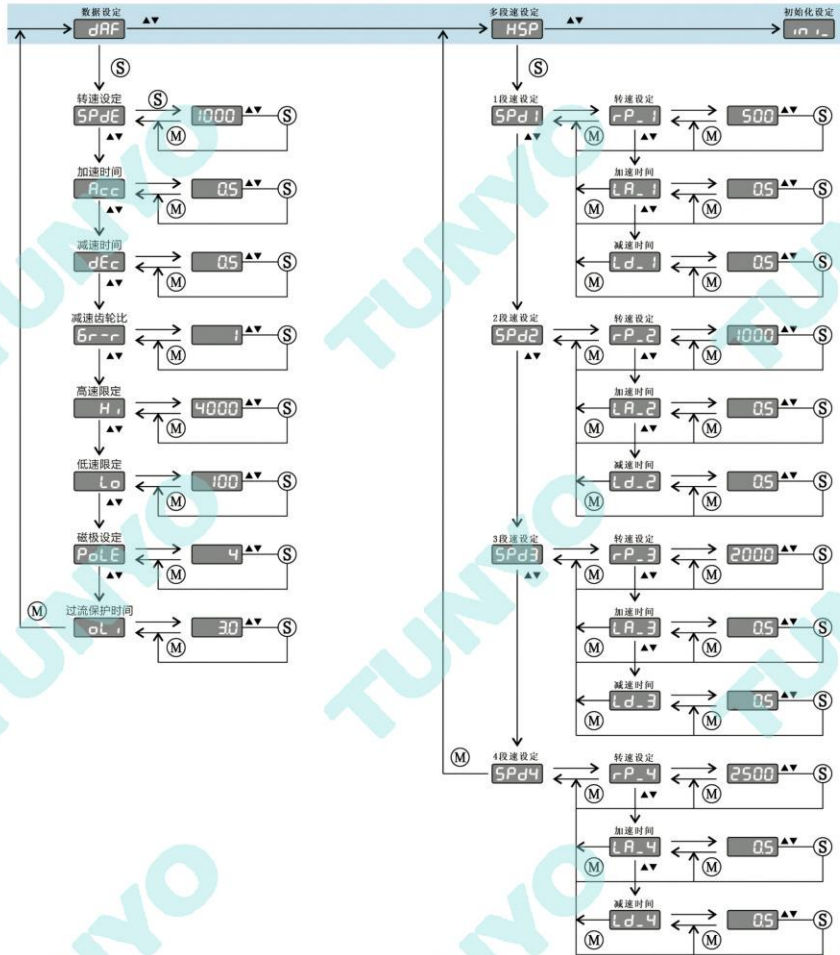 数据设定 多段速设定 初始化设定
dAF ▲▼ HSP ▲▼ ini_
Ⓢ Ⓢ
转速设定 Ⓢ 1段速设定 转速设定
SPdE 1000 ▲▼ Ⓢ SPd1 rP_1 500 ▲▼ Ⓢ
▲▼ Ⓜ ▲▼ Ⓜ ▲▼ Ⓜ
加速时间 加速时间
Acc 0.5 ▲▼ Ⓢ LA_1 0.5 ▲▼ Ⓢ
▲▼ Ⓜ Ⓜ ▲▼ Ⓜ
减速时间 减速时间
dEc 0.5 ▲▼ Ⓢ Ld_1 0.5 ▲▼ Ⓢ
▲▼ Ⓜ Ⓜ Ⓜ
减速齿轮比 2段速设定 转速设定
Gr-r 1 ▲▼ Ⓢ SPd2 rP_2 1000 ▲▼ Ⓢ
▲▼ Ⓜ ▲▼ Ⓜ ▲▼ Ⓜ
高速限定 加速时间
Hi 4000 ▲▼ Ⓢ LA_2 0.5 ▲▼ Ⓢ
▲▼ Ⓜ Ⓜ ▲▼ Ⓜ
低速限定 减速时间
Lo 100 ▲▼ Ⓢ Ld_2 0.5 ▲▼ Ⓢ
▲▼ Ⓜ Ⓜ Ⓜ
磁极设定 3段速设定 转速设定
PoLE 4 ▲▼ Ⓢ SPd3 rP_3 2000 ▲▼ Ⓢ
▲▼ Ⓜ ▲▼ Ⓜ ▲▼ Ⓜ
Ⓜ 过流保护时间 加速时间
oLi 3.0 ▲▼ Ⓢ LA_3 0.5 ▲▼ Ⓢ
Ⓜ Ⓜ ▲▼ Ⓜ
减速时间
Ld_3 0.5 ▲▼ Ⓢ
Ⓜ Ⓜ
Ⓜ 4段速设定 转速设定
SPd4 rP_4 2500 ▲▼ Ⓢ
Ⓜ ▲▼ Ⓜ
加速时间
LA_4 0.5 ▲▼ Ⓢ
Ⓜ ▲▼ Ⓜ
减速时间
Ld_4 0.5 ▲▼ Ⓢ
Ⓜ Ⓜ
TUNYO
TUNYO
TUNYO
TUNYO